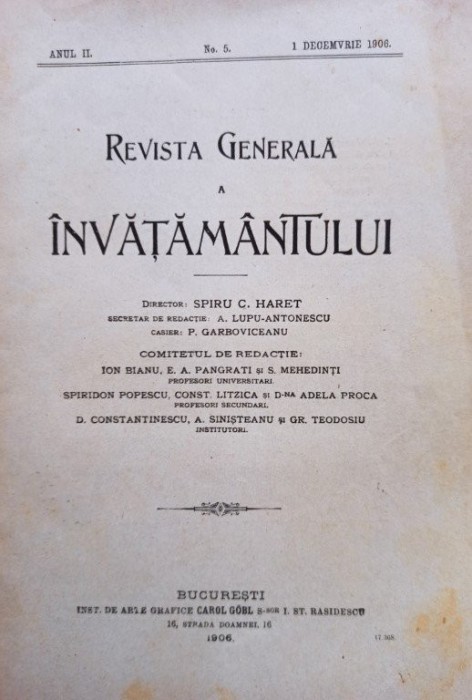 ANUL II.
No. 5.
1 DECEMVRIE 1906.
REVISTA GENERALĂ
A
ÎNVĂȚĂMÂNTULUI
DIRECTOR: SPIRU C. HARET
SECRETAR DE REDACȚIE: A. LUPU-ANTONESCU
CASIER: P. GARBOVICEANU
COMITETUL DE REDACȚIE:
ION BIANU, E. A. PANGRATI ȘI S. MEHEDINȚI
PROFESORI UNIVERSITARI.
SPIRIDON POPESCU, CONST. LITZICA ȘI D-NA ADELA PROCA
PROFESORI SECUNDARI.
D. CONSTANTINESCU, A. SINIȘTEANU ȘI GR. TEODOSIU
INSTITUTORI.
BUCUREȘTI
INST. DE ARTE GRAFICE CAROL GÖBL S-SOR I. ST. RASIDESCU
16, STRADA DOAMNEI, 16
1906.